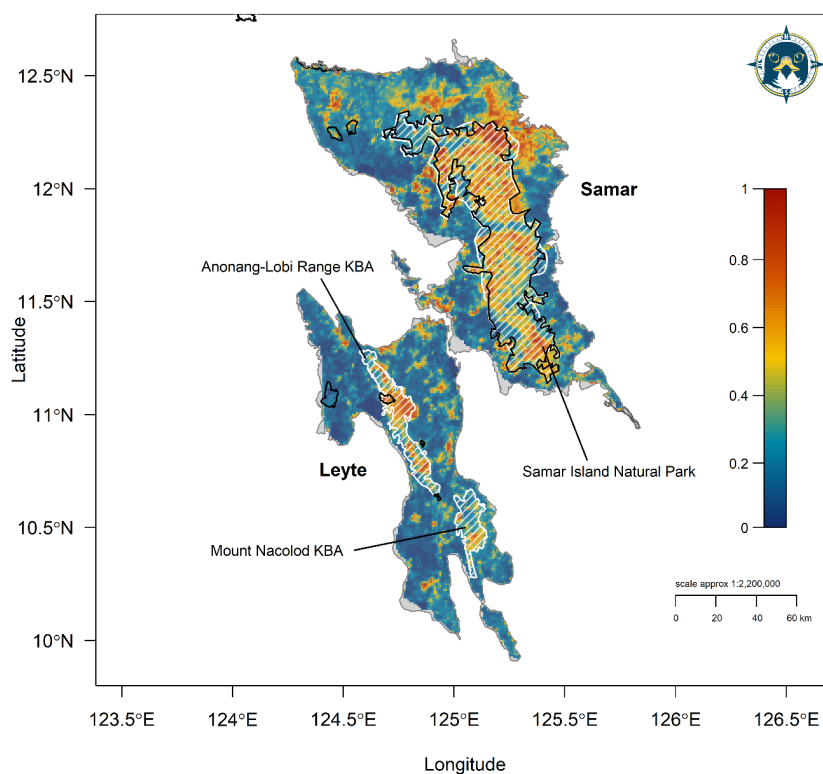 12.5°N
12°N
11.5°N
11°N
10.5°N
10°N
Latitude
Samar
Anonang-Lobi Range KBA
Leyte
Samar Island Natural Park
Mount Nacolod KBA
1
0.8
0.6
0.4
0.2
0
scale approx 1:2,200,000
0 20 40 60 km
123.5°E 124°E 124.5°E 125°E 125.5°E 126°E 126.5°E
Longitude